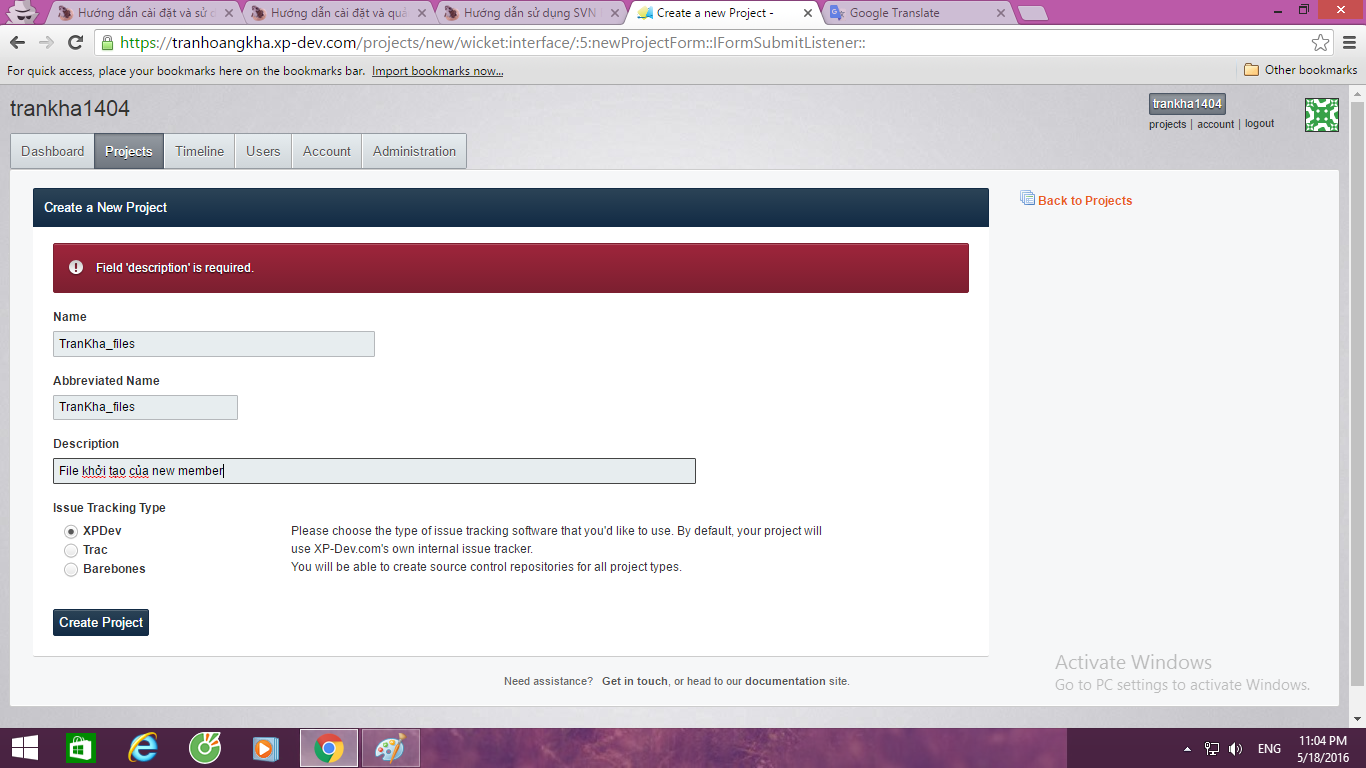 Hướng dẫn cài đặt và sử d
Hướng dẫn cài đặt và quả
Hướng dẫn sử dụng SVN
Create a new Project -
Google Translate
https://tranhoangkha.xp-dev.com/projects/new/wicket:interface/:5:newProjectForm::IFormSubmitListener::
For quick access, place your bookmarks here on the bookmarks bar. Import bookmarks now...
Other bookmarks
trankha1404
trankha1404
projects | account | logout
Dashboard
Projects
Timeline
Users
Account
Administration
Create a New Project
Back to Projects
Field 'description' is required.
Name
TranKha_files
Abbreviated Name
TranKha_files
Description
File khởi tạo của new member
Issue Tracking Type
XPDev
Trac
Barebones
Please choose the type of issue tracking software that you'd like to use. By default, your project will
use XP-Dev.com's own internal issue tracker.
You will be able to create source control repositories for all project types.
Create Project
Need assistance? Get in touch, or head to our documentation site.
Activate Windows
Go to PC settings to activate Windows.
ENG
11:04 PM
5/18/2016